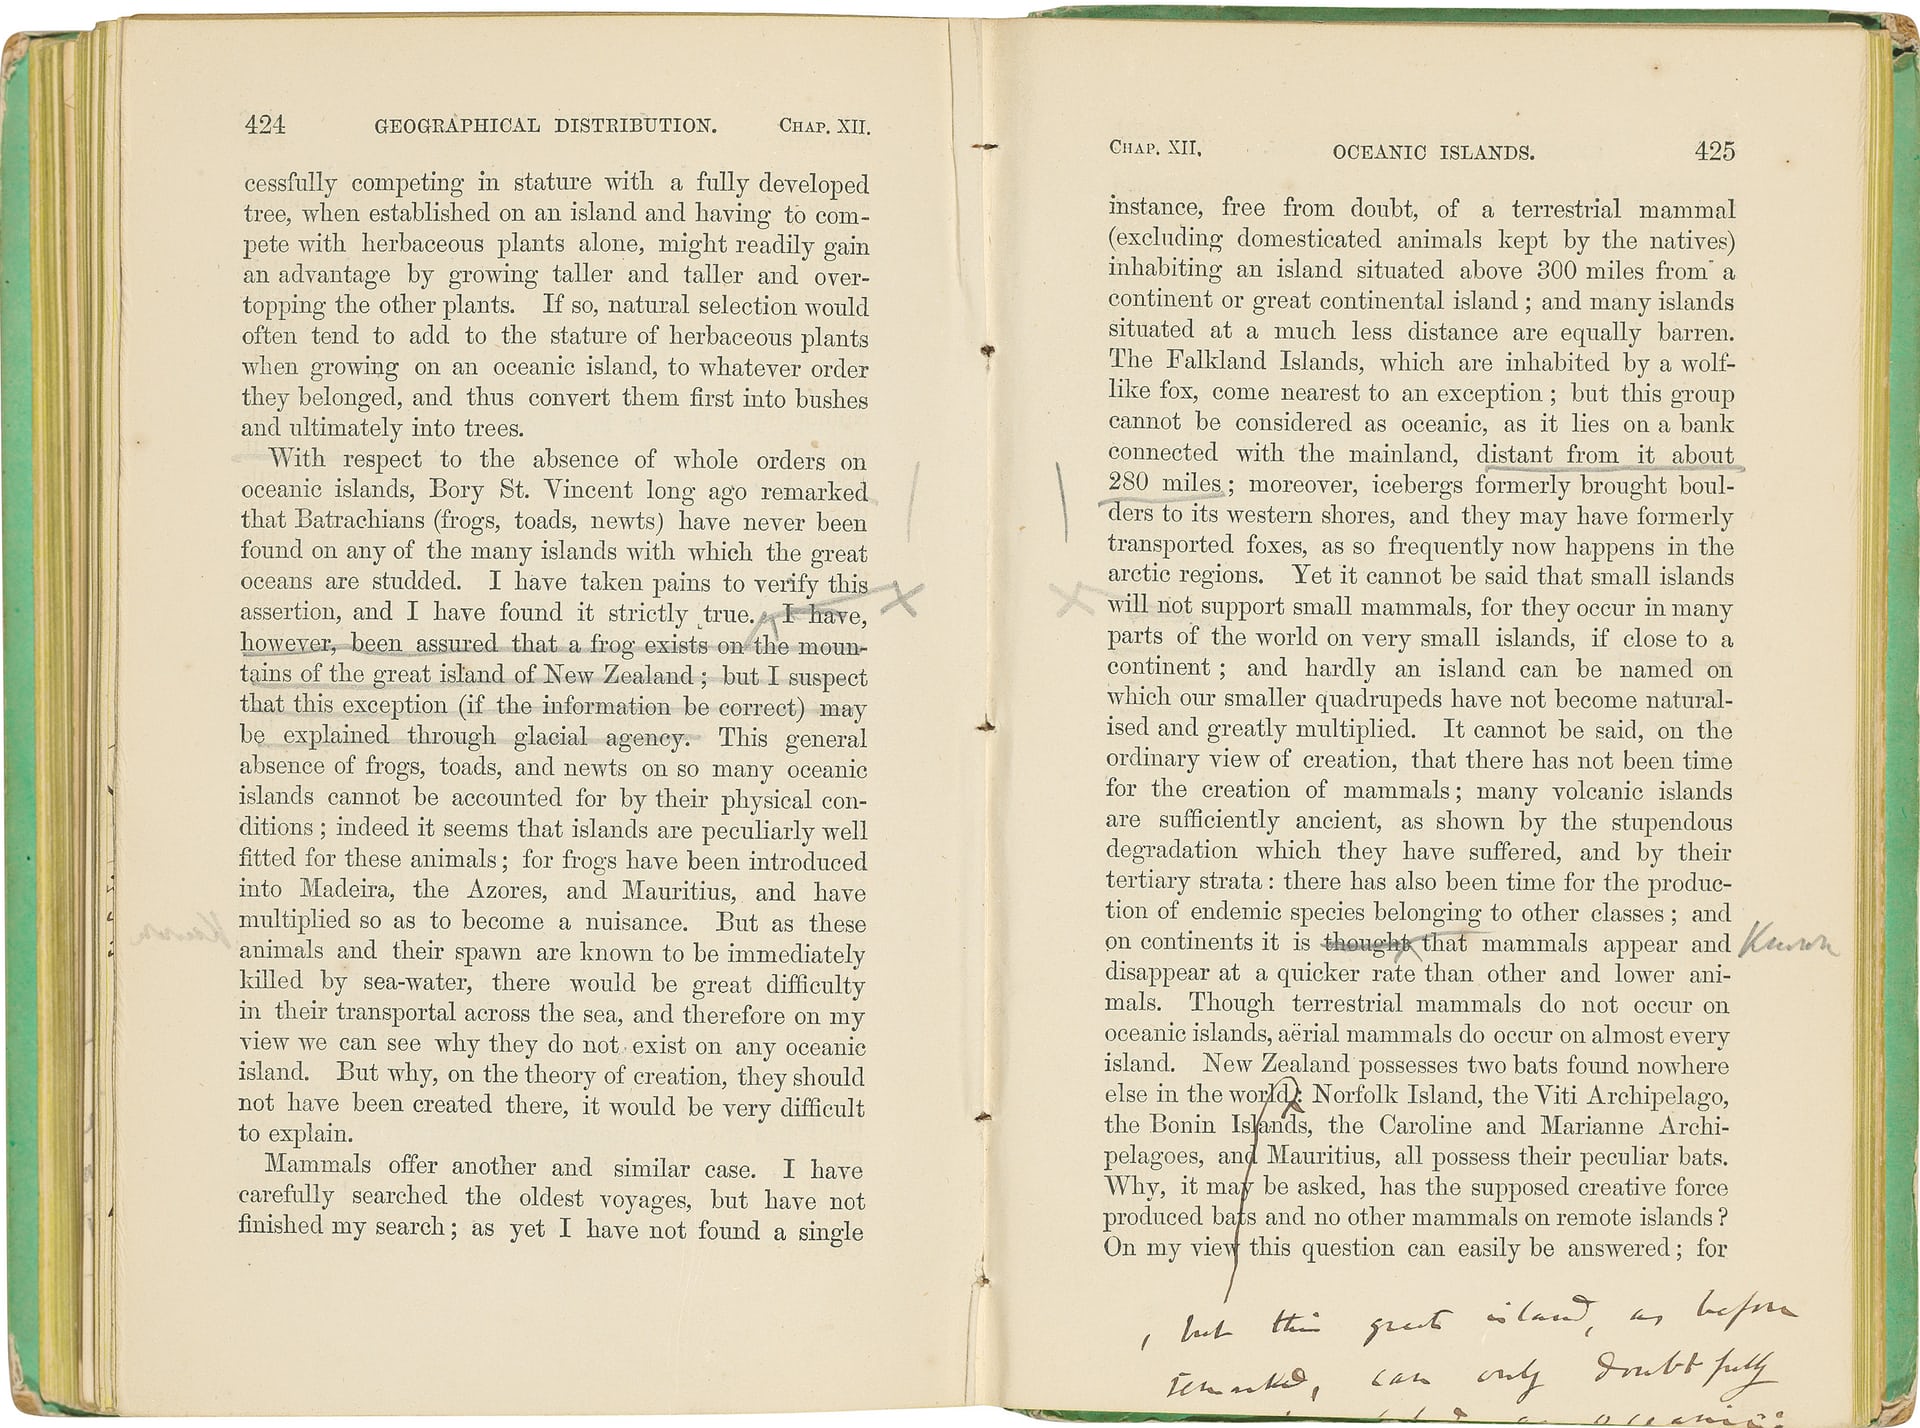 424 GEOGRAPHICAL DISTRIBUTION. CHAP. XII.
cessfully competing in stature with a fully developed
tree, when established on an island and having to com-
pete with herbaceous plants alone, might readily gain
an advantage by growing taller and taller and over-
topping the other plants. If so, natural selection would
often tend to add to the stature of herbaceous plants
when growing on an oceanic island, to whatever order
they belonged, and thus convert them first into bushes
and ultimately into trees.
With respect to the absence of whole orders on
oceanic islands, Bory St. Vincent long ago remarked
that Batrachians (frogs, toads, newts) have never been
found on any of the many islands with which the great
oceans are studded. I have taken pains to verify this
assertion, and I have found it strictly true. I have,
however, been assured that a frog exists on the moun-
tains of the great island of New Zealand; but I suspect
that this exception (if the information be correct) may
be explained through glacial agency. This general
absence of frogs, toads, and newts on so many oceanic
islands cannot be accounted for by their physical con-
ditions; indeed it seems that islands are peculiarly well
fitted for these animals; for frogs have been introduced
into Madeira, the Azores, and Mauritius, and have
multiplied so as to become a nuisance. But as these
animals and their spawn are known to be immediately
killed by sea-water, there would be great difficulty
in their transportal across the sea, and therefore on my
view we can see why they do not exist on any oceanic
island. But why, on the theory of creation, they should
not have been created there, it would be very difficult
to explain.
Mammals offer another and similar case. I have
carefully searched the oldest voyages, but have not
finished my search; as yet I have not found a single
CHAP. XII. OCEANIC ISLANDS. 425
instance, free from doubt, of a terrestrial mammal
(excluding domesticated animals kept by the natives)
inhabiting an island situated above 300 miles from a
continent or great continental island; and many islands
situated at a much less distance are equally barren.
The Falkland Islands, which are inhabited by a wolf-
like fox, come nearest to an exception; but this group
cannot be considered as oceanic, as it lies on a bank
connected with the mainland, distant from it about
280 miles; moreover, icebergs formerly brought boul-
ders to its western shores, and they may have formerly
transported foxes, as so frequently now happens in the
arctic regions. Yet it cannot be said that small islands
will not support small mammals, for they occur in many
parts of the world on very small islands, if close to a
continent; and hardly an island can be named on
which our smaller quadrupeds have not become natural-
ised and greatly multiplied. It cannot be said, on the
ordinary view of creation, that there has not been time
for the creation of mammals; many volcanic islands
are sufficiently ancient, as shown by the stupendous
degradation which they have suffered, and by their
tertiary strata: there has also been time for the produc-
tion of endemic species belonging to other classes; and
on continents it is thought that mammals appear and known
disappear at a quicker rate than other and lower ani-
mals. Though terrestrial mammals do not occur on
oceanic islands, aërial mammals do occur on almost every
island. New Zealand possesses two bats found nowhere
else in the world: Norfolk Island, the Viti Archipelago,
the Bonin Islands, the Caroline and Marianne Archi-
pelagoes, and Mauritius, all possess their peculiar bats.
Why, it may be asked, has the supposed creative force
produced bats and no other mammals on remote islands?
On my view this question can easily be answered; for
, but this great island, as before
remarked, can only doubtfully